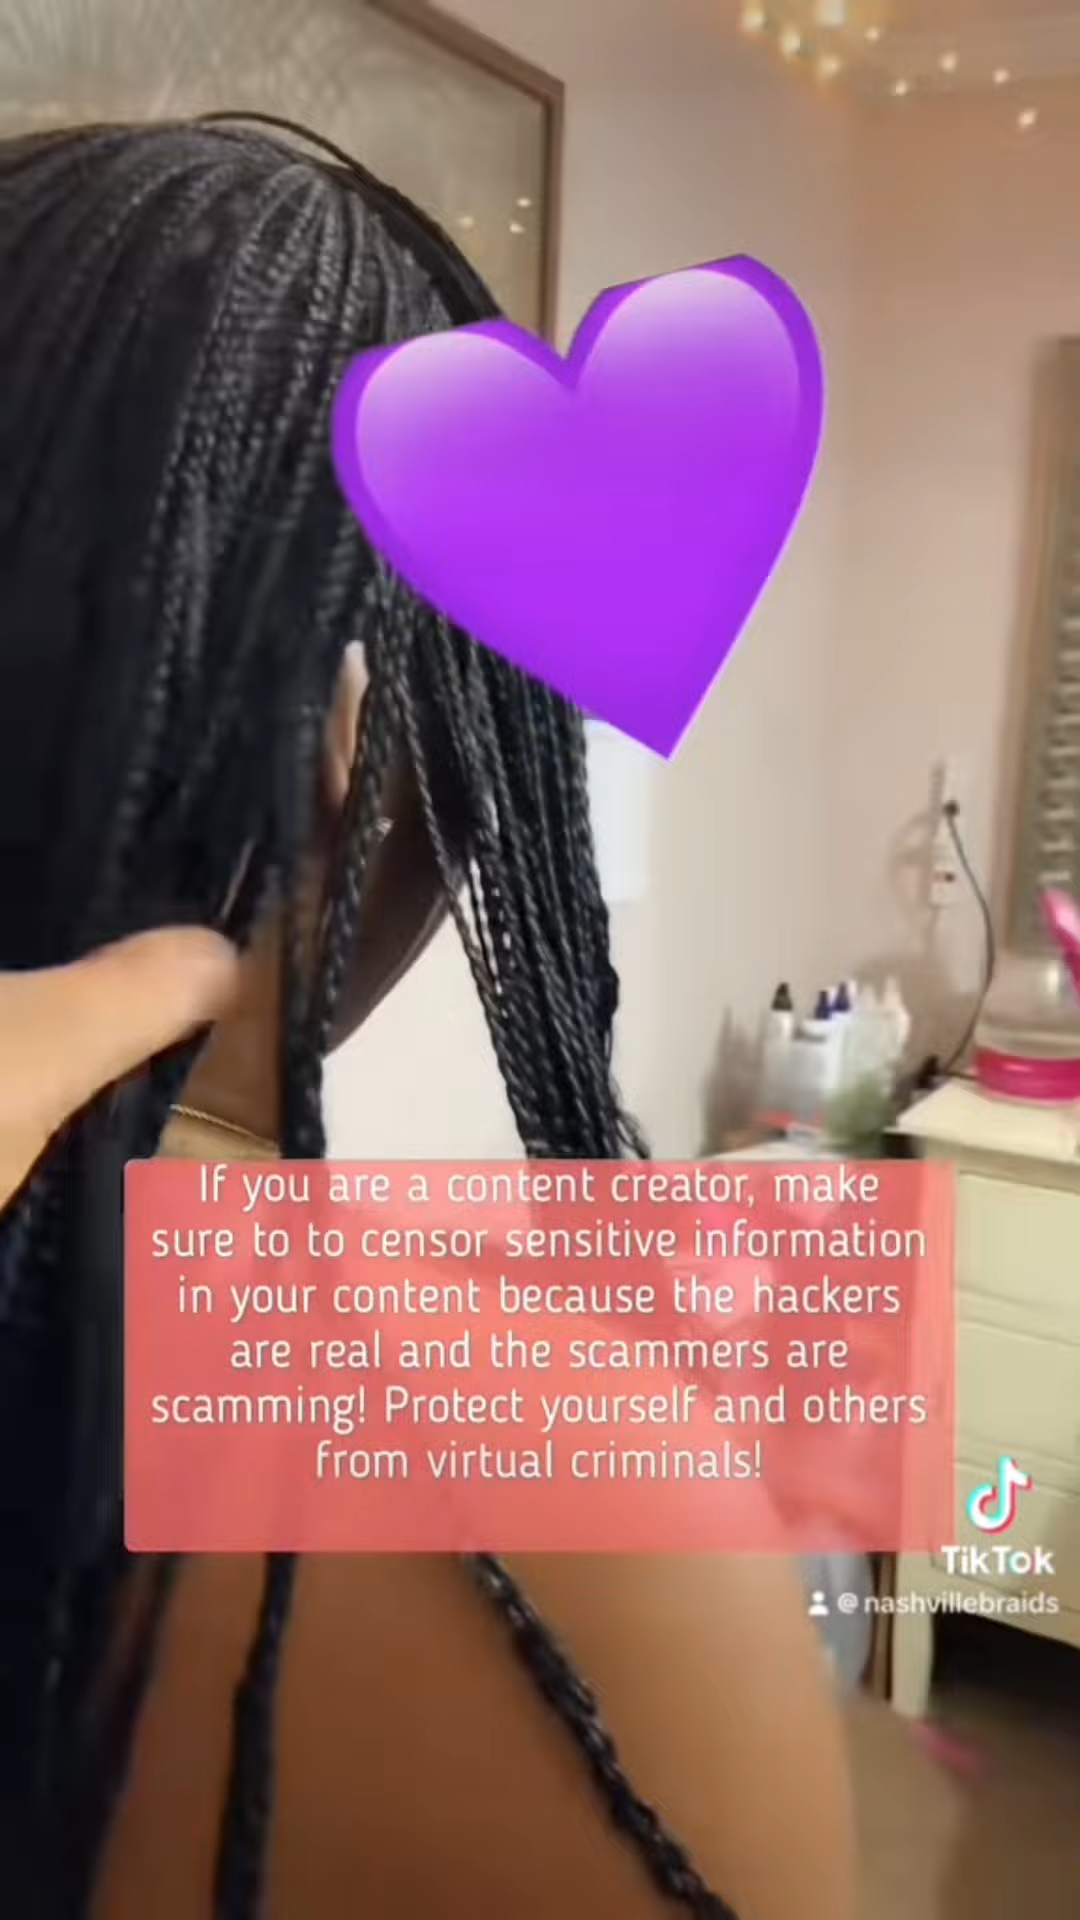 If you are a content creator, make
sure to to censor sensitive information
in your content because the hackers
are real and the scammers are
scamming! Protect yourself and others
from virtual criminals!
TikTok
@nashvillebraids